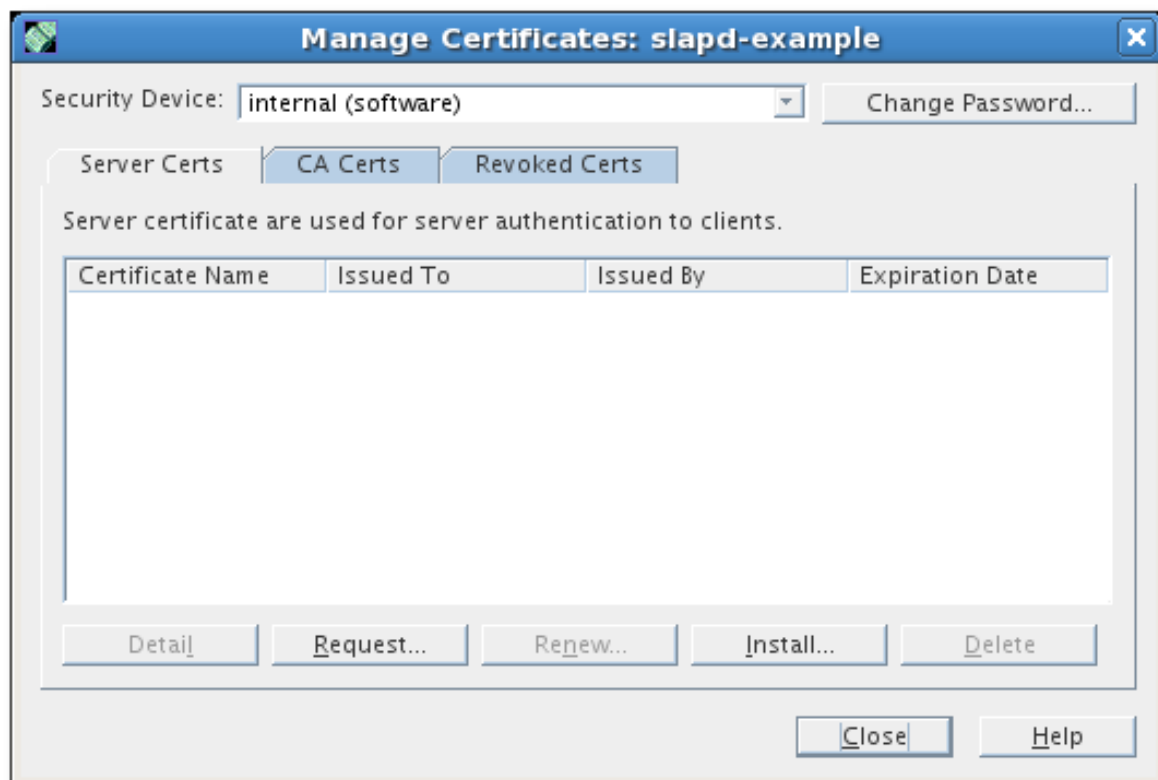 Manage Certificates: slapd-example
Security Device: internal (software) Change Password...
Server Certs CA Certs Revoked Certs
Server certificate are used for server authentication to clients.
Certificate Name Issued To Issued By Expiration Date
Detail Request... Renew... Install... Delete
Close Help